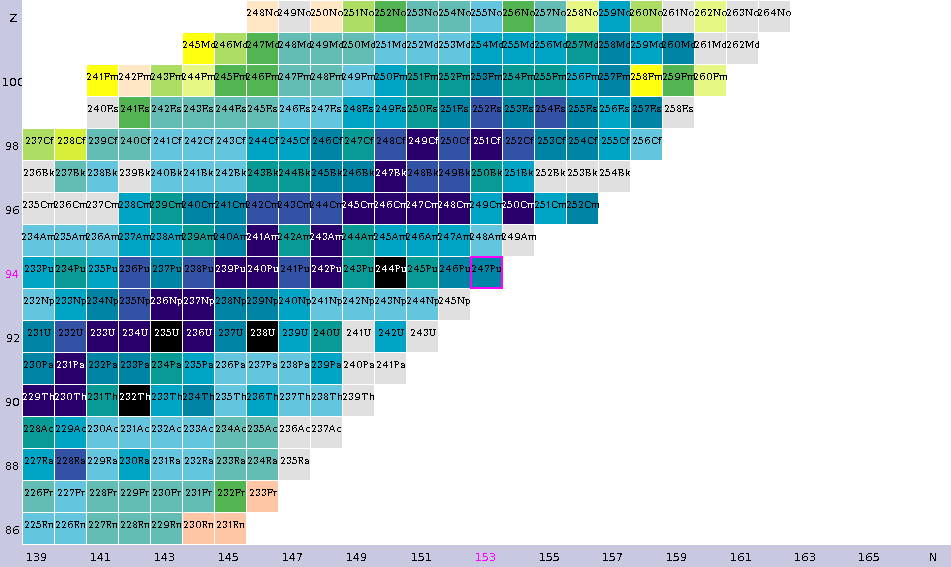 Z 248No 249No 250No 251No 252No 253No 254No 255No 256No 257No 258No 259No 260No 261No 262No 263No 264No
245Md 246Md 247Md 248Md 249Md 250Md 251Md 252Md 253Md 254Md 255Md 256Md 257Md 258Md 259Md 260Md 261Md 262Md
100 241Fm 242Fm 243Fm 244Fm 245Fm 246Fm 247Fm 248Fm 249Fm 250Fm 251Fm 252Fm 253Fm 254Fm 255Fm 256Fm 257Fm 258Fm 259Fm 260Fm
240Es 241Es 242Es 243Es 244Es 245Es 246Es 247Es 248Es 249Es 250Es 251Es 252Es 253Es 254Es 255Es 256Es 257Es 258Es
98 237Cf 238Cf 239Cf 240Cf 241Cf 242Cf 243Cf 244Cf 245Cf 246Cf 247Cf 248Cf 249Cf 250Cf 251Cf 252Cf 253Cf 254Cf 255Cf 256Cf
236Bk 237Bk 238Bk 239Bk 240Bk 241Bk 242Bk 243Bk 244Bk 245Bk 246Bk 247Bk 248Bk 249Bk 250Bk 251Bk 252Bk 253Bk 254Bk
96 235Cm 236Cm 237Cm 238Cm 239Cm 240Cm 241Cm 242Cm 243Cm 244Cm 245Cm 246Cm 247Cm 248Cm 249Cm 250Cm 251Cm 252Cm
234Am 235Am 236Am 237Am 238Am 239Am 240Am 241Am 242Am 243Am 244Am 245Am 246Am 247Am 248Am 249Am
94 233Pu 234Pu 235Pu 236Pu 237Pu 238Pu 239Pu 240Pu 241Pu 242Pu 243Pu 244Pu 245Pu 246Pu 247Pu
232Np 233Np 234Np 235Np 236Np 237Np 238Np 239Np 240Np 241Np 242Np 243Np 244Np 245Np
92 231U 232U 233U 234U 235U 236U 237U 238U 239U 240U 241U 242U 243U
230Pa 231Pa 232Pa 233Pa 234Pa 235Pa 236Pa 237Pa 238Pa 239Pa 240Pa 241Pa
90 229Th 230Th 231Th 232Th 233Th 234Th 235Th 236Th 237Th 238Th 239Th
228Ac 229Ac 230Ac 231Ac 232Ac 233Ac 234Ac 235Ac 236Ac 237Ac
88 227Ra 228Ra 229Ra 230Ra 231Ra 232Ra 233Ra 234Ra 235Ra
226Fr 227Fr 228Fr 229Fr 230Fr 231Fr 232Fr 233Fr
86 225Rn 226Rn 227Rn 228Rn 229Rn 230Rn 231Rn
139 141 143 145 147 149 151 153 155 157 159 161 163 165 N